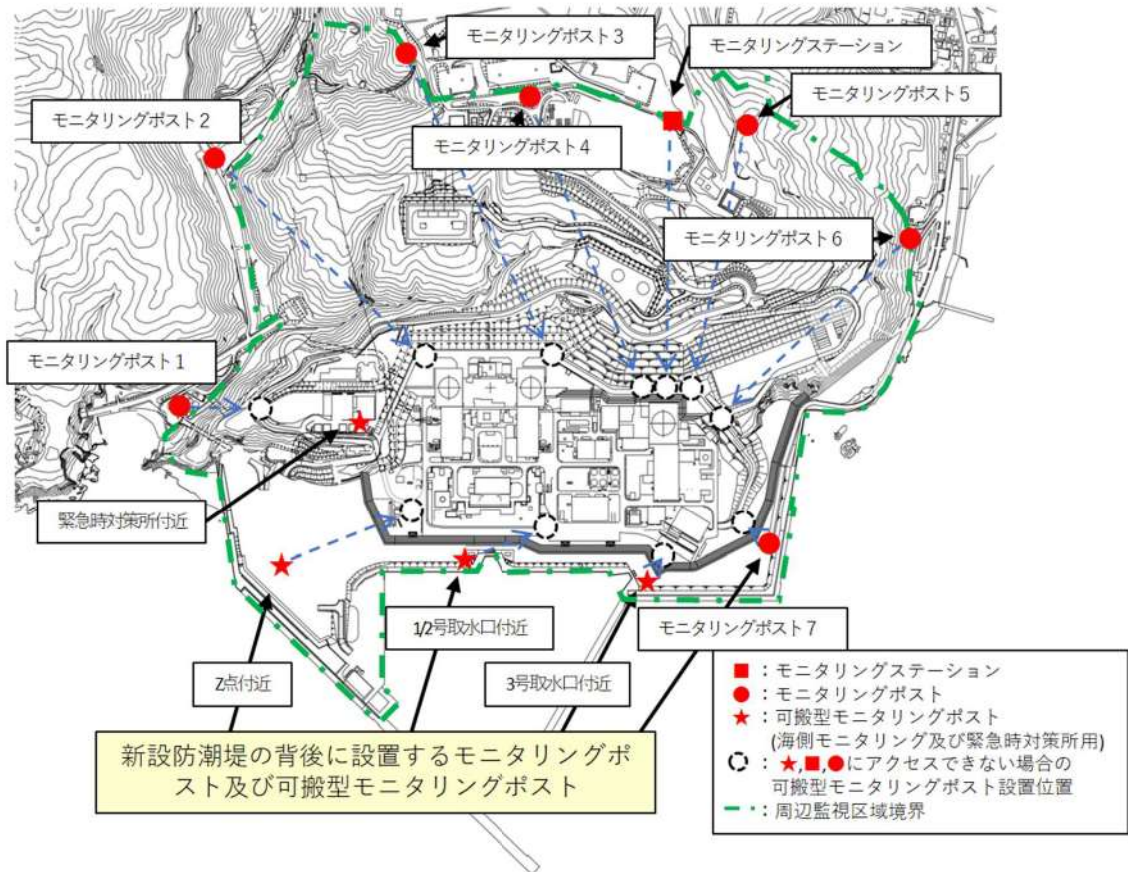 モニタリングポスト３
モニタリングステーション
モニタリングポスト２
モニタリングポスト５
モニタリングポスト４
モニタリングポスト６
モニタリングポスト１
緊急時対策所付近
1/2号取水口付近
モニタリングポスト７
Z点付近
3号取水口付近
新設防潮堤の背後に設置するモニタリングポ
スト及び可搬型モニタリングポスト
■：モニタリングステーション
●：モニタリングポスト
★：可搬型モニタリングポスト
(海側モニタリング及び緊急時対策所用)
：★,■,●にアクセスできない場合の
可搬型モニタリングポスト設置位置
：周辺監視区域境界